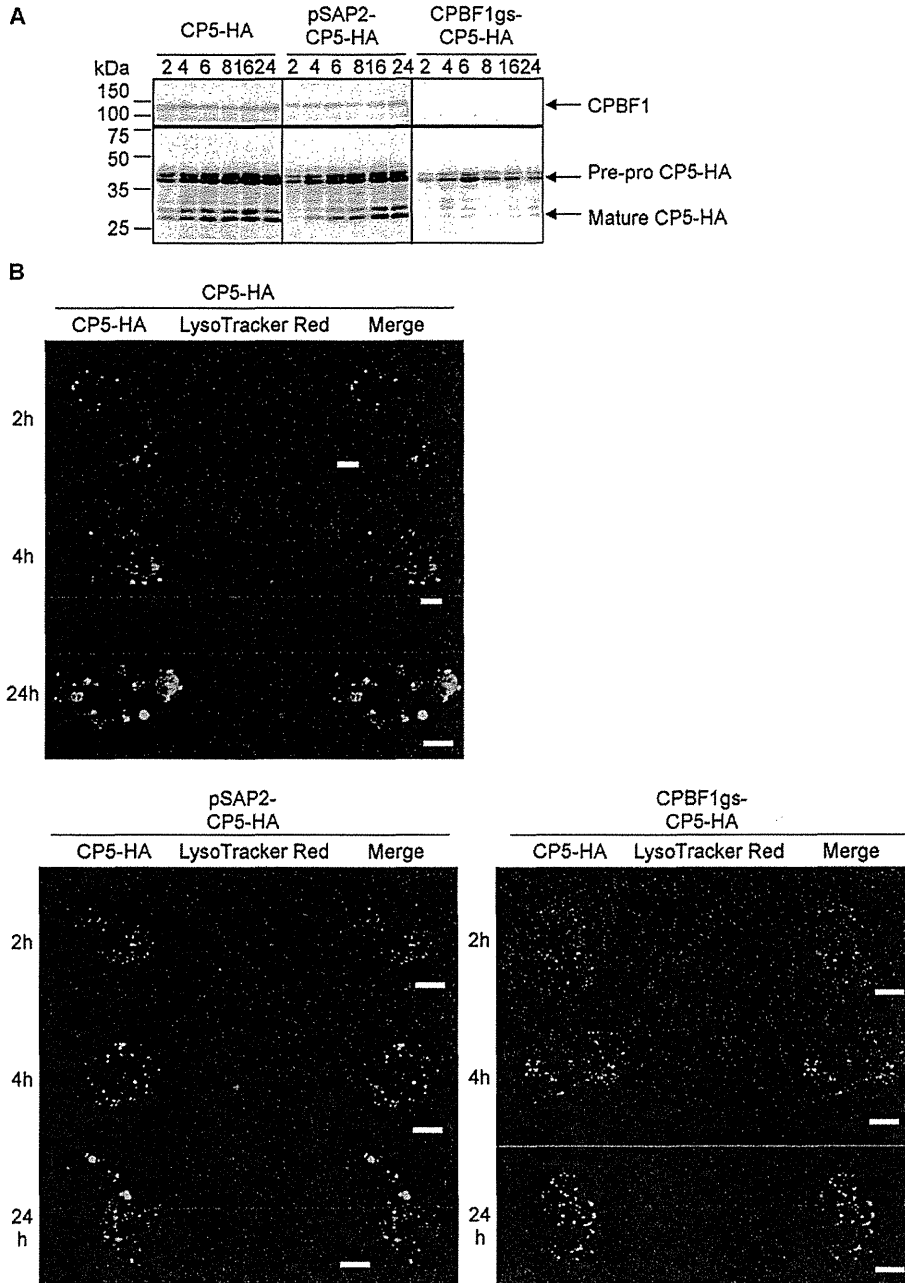 A
CP5-HA
pSAP2-
CP5-HA
CPBF1gs-
CP5-HA
kDa 2 4 6 8 16 24 2 4 6 8 16 24 2 4 6 8 16 24
150
100
CPBF1
75
50
Pre-pro CP5-HA
35
Mature CP5-HA
25
B
CP5-HA
CP5-HA LysoTracker Red Merge
2h
4h
24h
pSAP2-
CP5-HA
CP5-HA LysoTracker Red Merge
2h
4h
24
h
CPBF1gs-
CP5-HA
CP5-HA LysoTracker Red Merge
2h
4h
24
h